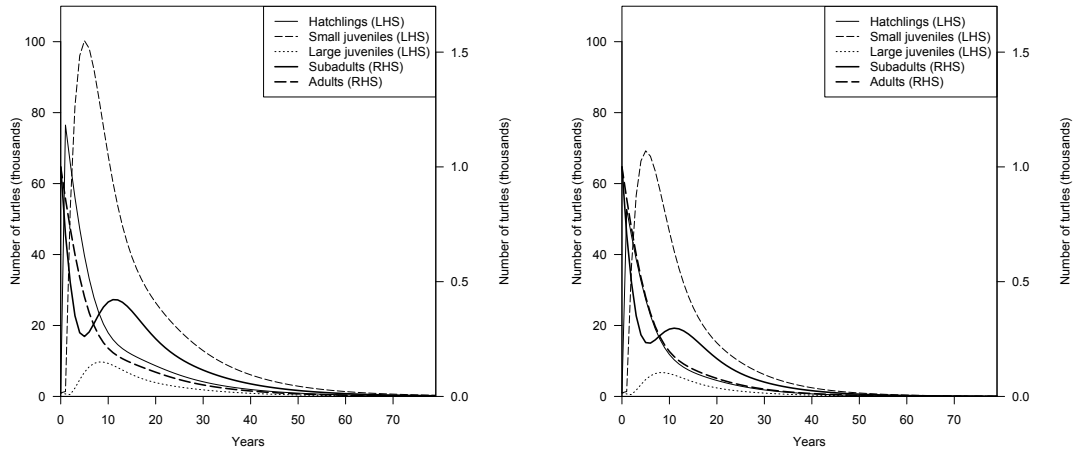 Hatchlings (LHS)
Small juveniles (LHS)
Large juveniles (LHS)
Subadults (RHS)
Adults (RHS)
Number of turtles (thousands)
100
80
60
40
20
0
1.5
1.0
0.5
0.0
Number of turtles (thousands)
0 10 20 30 40 50 60 70
Years
Hatchlings (LHS)
Small juveniles (LHS)
Large juveniles (LHS)
Subadults (RHS)
Adults (RHS)
Number of turtles (thousands)
100
80
60
40
20
0
1.5
1.0
0.5
0.0
Number of turtles (thousands)
0 10 20 30 40 50 60 70
Years